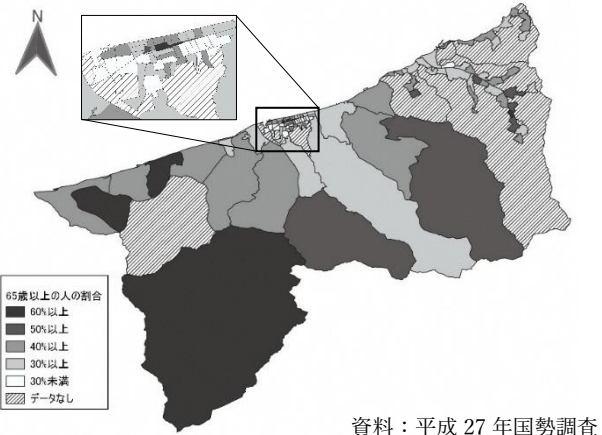 N
65歳以上の人の割合
60%以上
50%以上
40%以上
30%以上
30%未満
データなし
資料：平成 27 年国勢調査